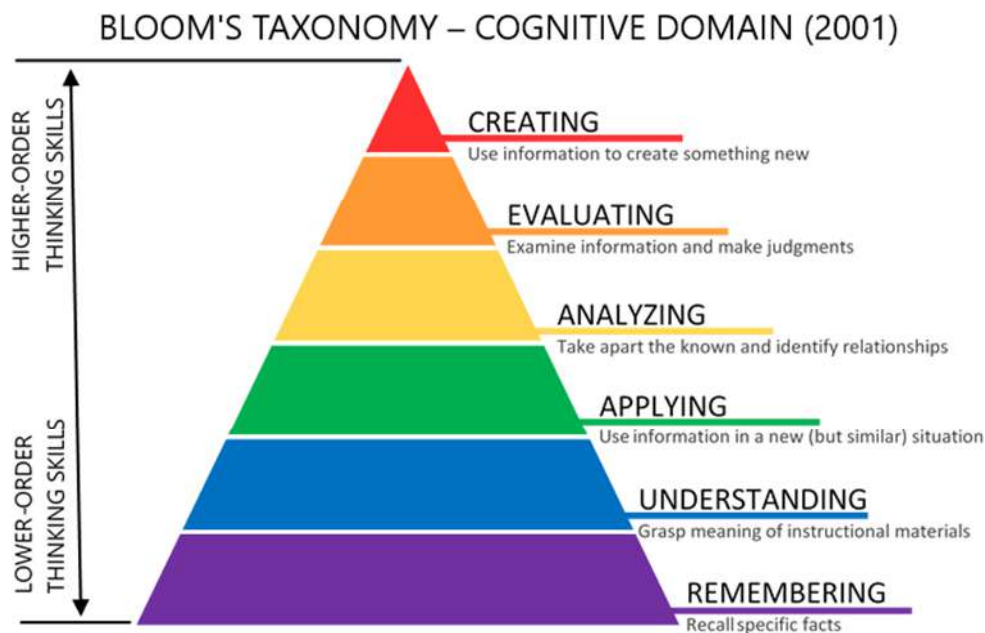 BLOOM'S TAXONOMY – COGNITIVE DOMAIN (2001)
HIGHER-ORDER
THINKING SKILLS
LOWER-ORDER
THINKING SKILLS
CREATING
Use information to create something new
EVALUATING
Examine information and make judgments
ANALYZING
Take apart the known and identify relationships
APPLYING
Use information in a new (but similar) situation
UNDERSTANDING
Grasp meaning of instructional materials
REMEMBERING
Recall specific facts